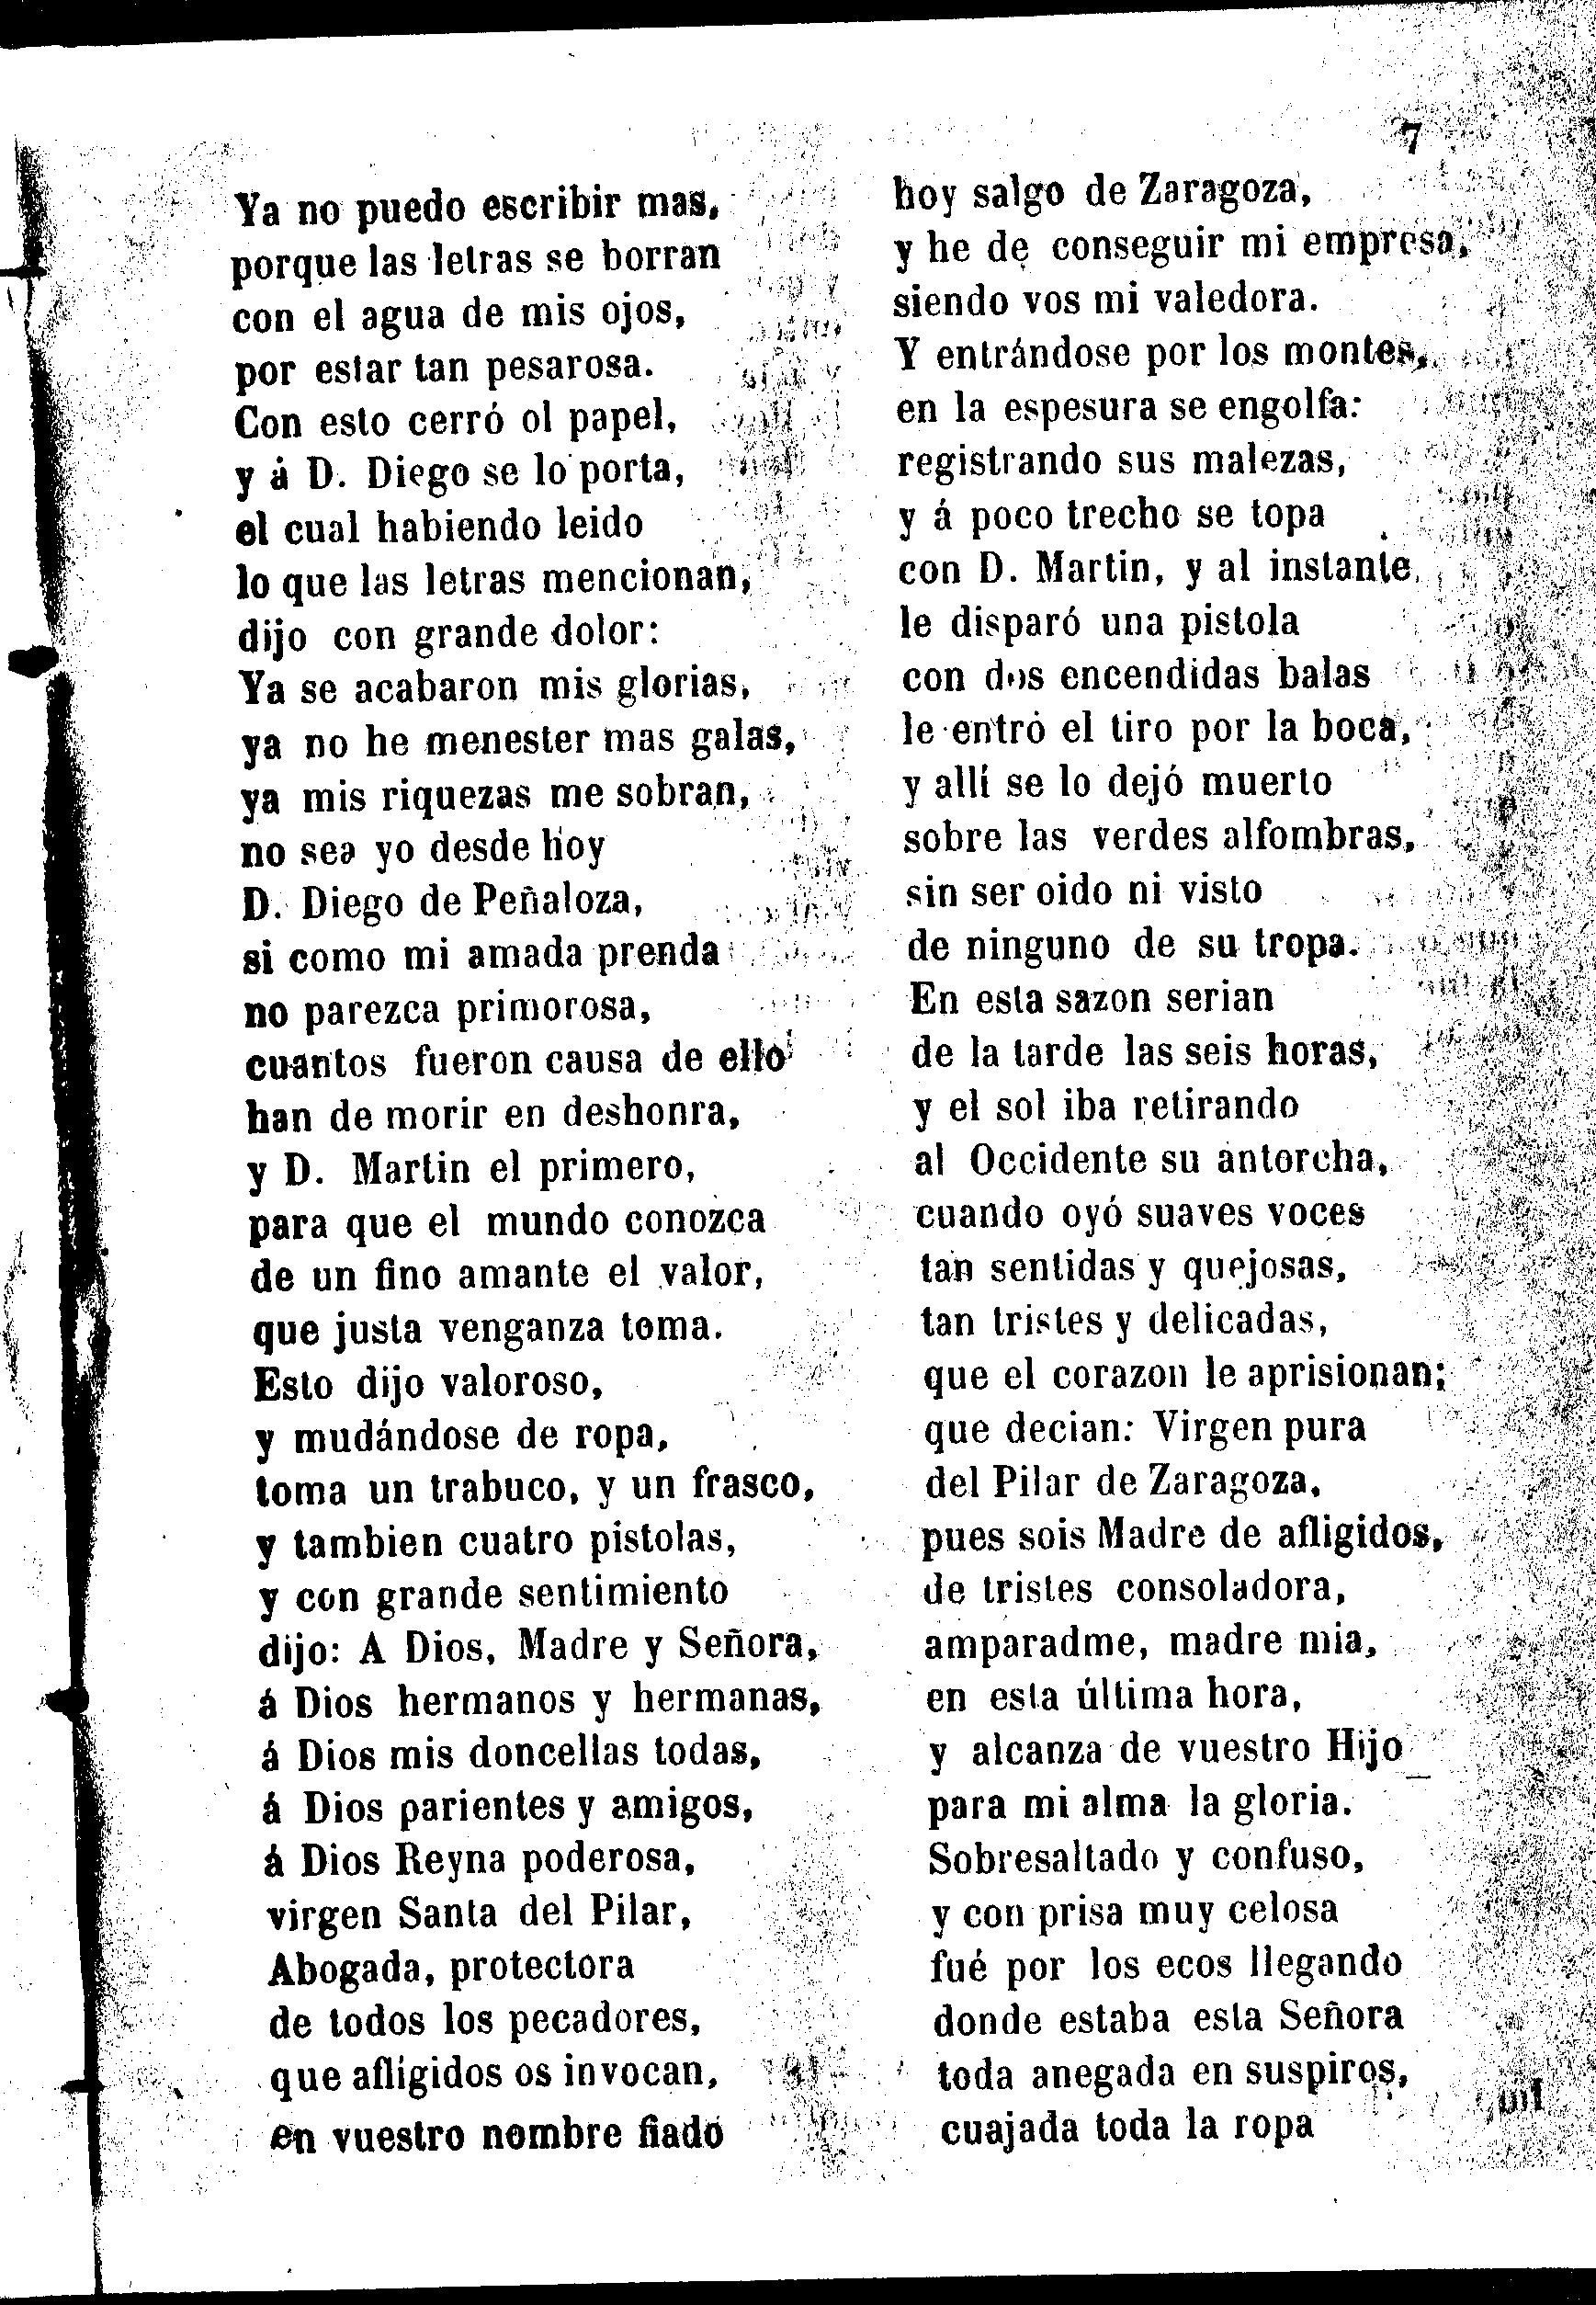 7
Ya no puedo escribir mas,
porque las letras se borran
con el agua de mis ojos,
por estar tan pesarosa.
Con esto cerró ol papel,
y á D. Diego se lo porta,
el cual habiendo leido
lo que las letras mencionan,
dijo con grande dolor:
Ya se acabaron mis glorias,
ya no he menester mas galas,
ya mis riquezas me sobran,
no sea yo desde hoy
D. Diego de Peñaloza,
si como mi amada prenda
no parezca primorosa,
cuantos fueron causa de ello
han de morir en deshonra,
y D. Martin el primero,
para que el mundo conozca
de un fino amante el valor,
que justa venganza toma.
Esto dijo valoroso,
y mudándose de ropa,
toma un trabuco, y un frasco,
y tambien cuatro pistolas,
y con grande sentimiento
dijo: A Dios, Madre y Señora,
á Dios hermanos y hermanas,
á Dios mis doncellas todas,
á Dios parientes y amigos,
á Dios Reyna poderosa,
virgen Santa del Pilar,
Abogada, protectora
de todos los pecadores,
que afligidos os invocan,
en vuestro nombre fiado
hoy salgo de Zaragoza,
y he de conseguir mi empresa,
siendo vos mi valedora.
Y entrándose por los montes,
en la espesura se engolfa:
registrando sus malezas,
y á poco trecho se topa
con D. Martin, y al instante
le disparó una pistola
con dos encendidas balas
le entró el tiro por la boca,
y allí se lo dejó muerto
sobre las verdes alfombras,
sin ser oido ni visto
de ninguno de su tropa.
En esta sazon serian
de la tarde las seis horas,
y el sol iba retirando
al Occidente su antorcha,
cuando oyó suaves voces
tan sentidas y quejosas,
tan tristes y delicadas,
que el corazon le aprisionan;
que decian: Virgen pura
del Pilar de Zaragoza,
pues sois Madre de afligidos,
de tristes consoladora,
amparadme, madre mia,
en esta última hora,
y alcanza de vuestro Hijo
para mi alma la gloria.
Sobresaltado y confuso,
y con prisa muy celosa
fué por los ecos llegando
donde estaba esta Señora
toda anegada en suspiros,
cuajada toda la ropa